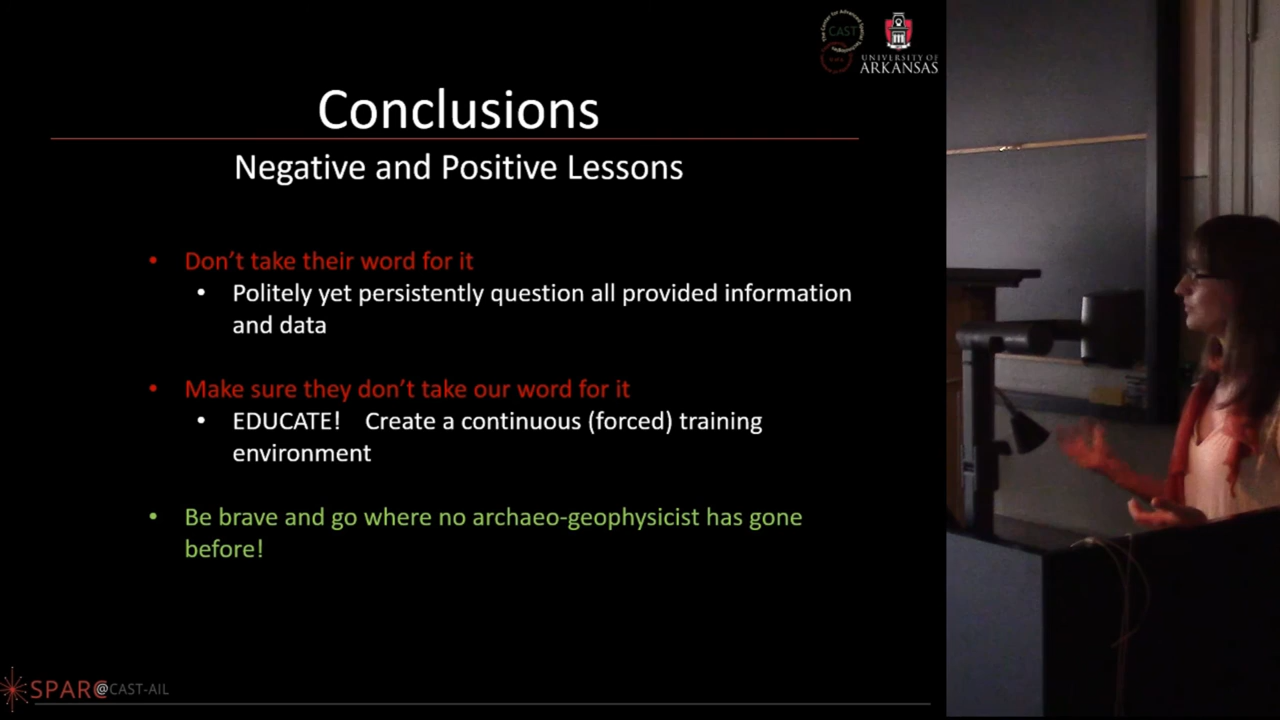 CAST
UNIVERSITY OF
ARKANSAS
Conclusions
Negative and Positive Lessons
• Don't take their word for it
• Politely yet persistently question all provided information
and data
• Make sure they don't take our word for it
• EDUCATE! Create a continuous (forced) training
environment
• Be brave and go where no archaeo-geophysicist has gone
before!
SPARC@CAST-AIL